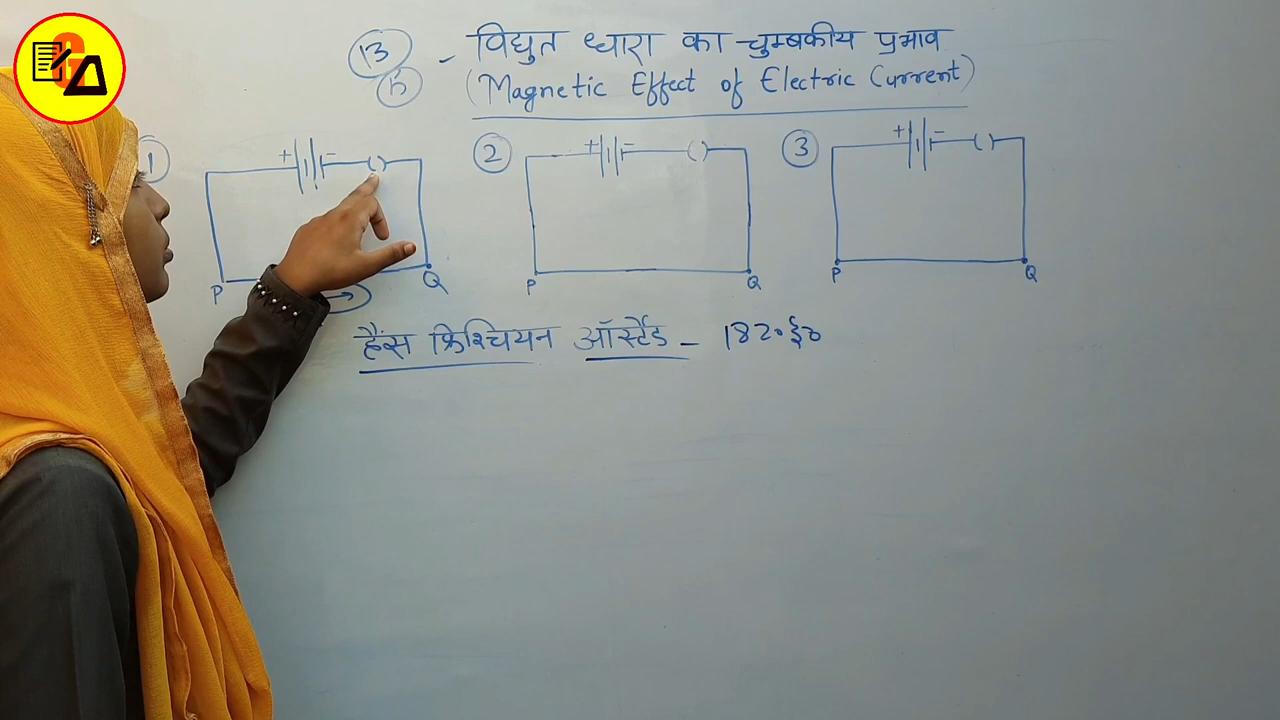 13 - विद्युत धारा का चुम्बकीय प्रभाव
h (Magnetic Effect of Electric Current)
1 + - ( )
2 + - ( )
3 + - ( )
P Q
P Q
P Q
हैंस क्रिश्चियन ऑर्स्टेड - 1820 ई०